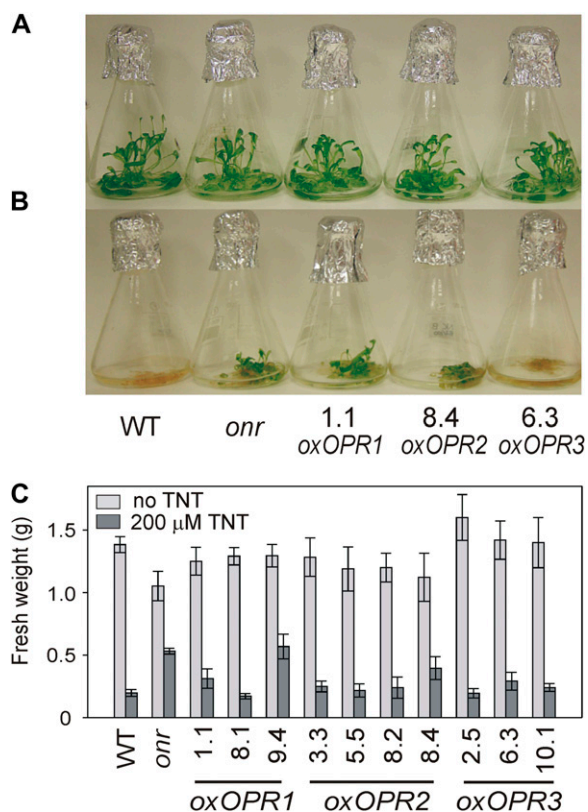 A
B
WT onr 1.1 8.4 6.3
oxOPR1 oxOPR2 oxOPR3
C
no TNT
200 µM TNT
Fresh weight (g)
1.5
1.0
0.5
0
WT onr 1.1 8.1 9.4 3.3 5.5 8.2 8.4 2.5 6.3 10.1
oxOPR1 oxOPR2 oxOPR3